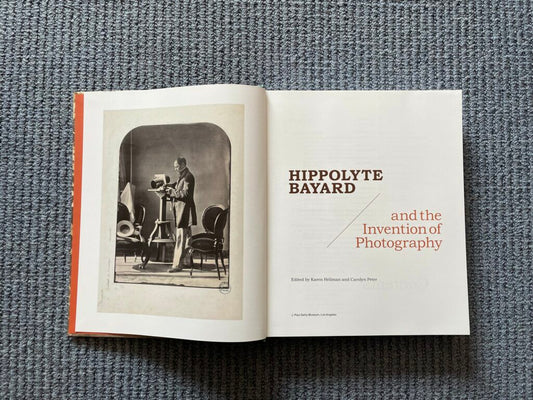 HIPPOLYTE
BAYARD
and the
Invention of
Photography
Edited by Karen Hellman and Carolyn Peter
J. Paul Getty Museum, Los Angeles